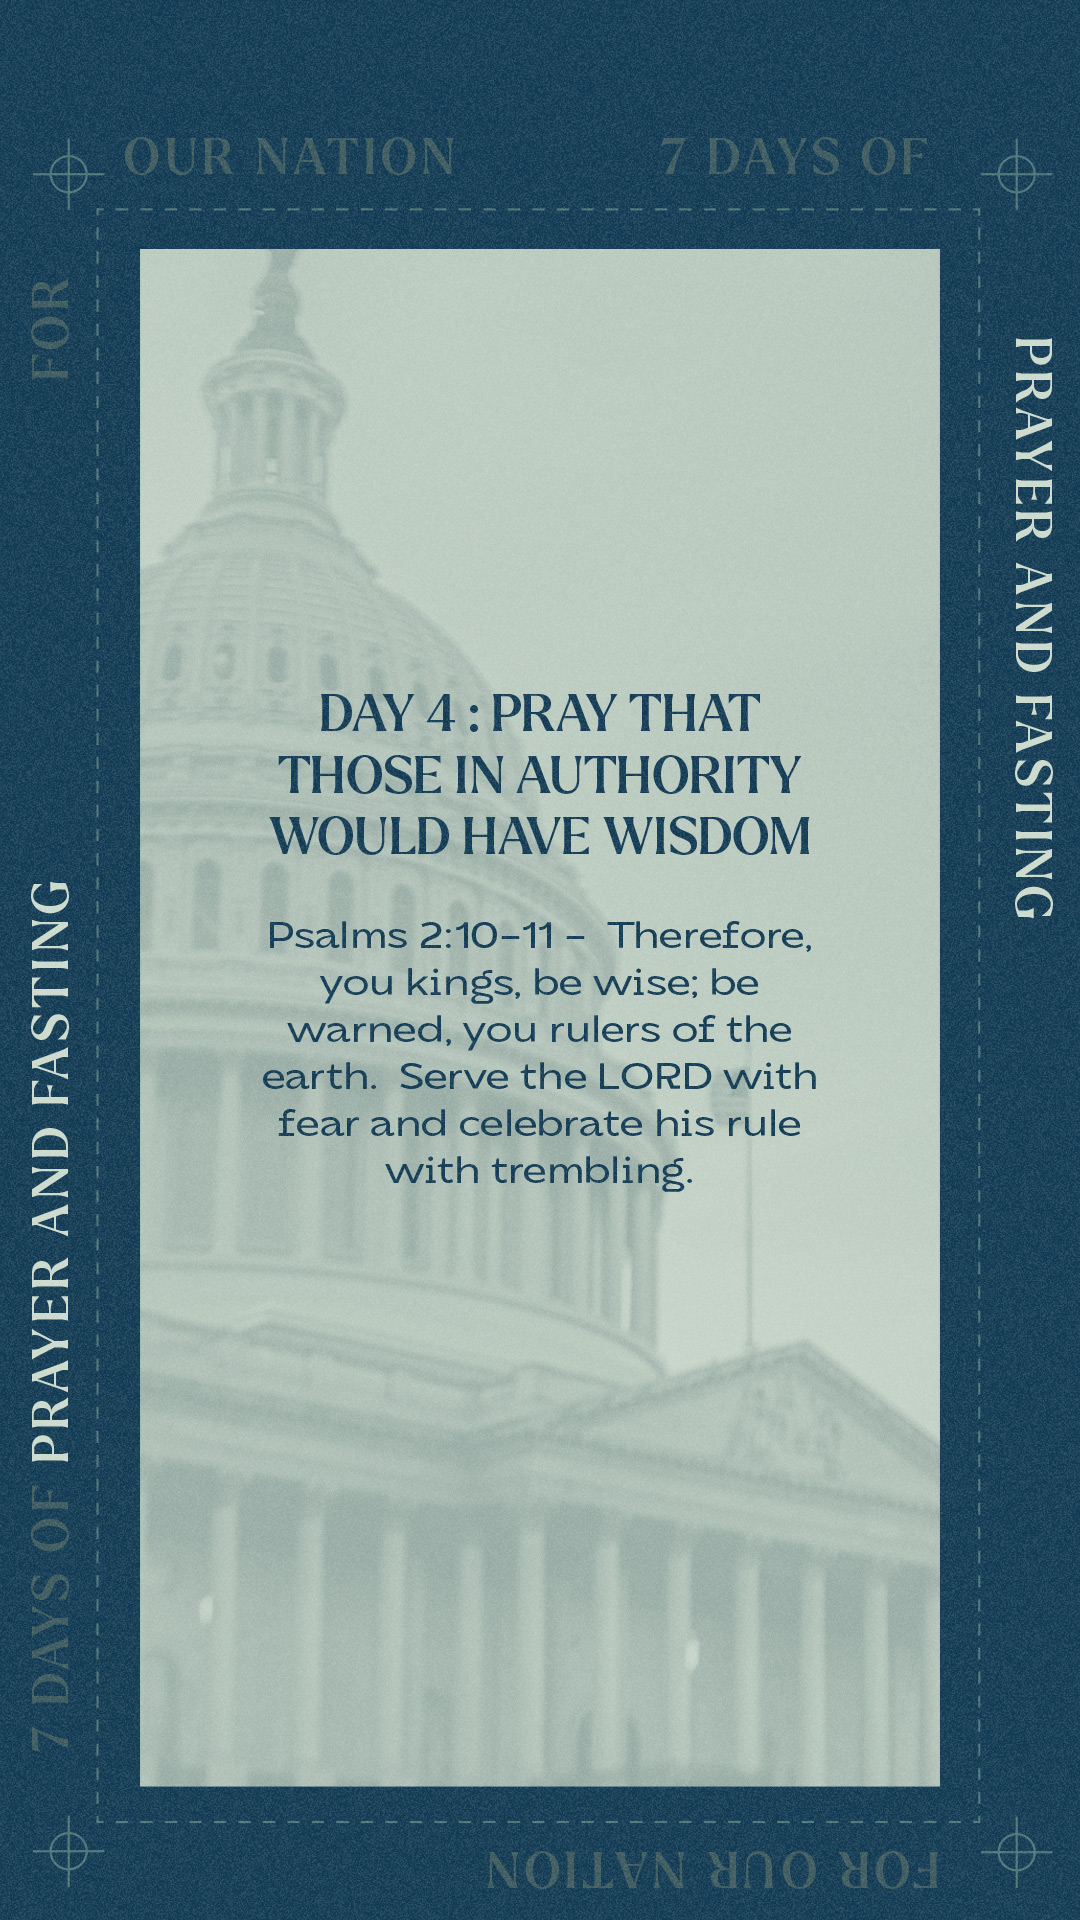 OUR NATION
7 DAYS OF
PRAYER AND FASTING
FOR OUR NATION
7 DAYS OF PRAYER AND FASTING
FOR
DAY 4 : PRAY THAT
THOSE IN AUTHORITY
WOULD HAVE WISDOM
Psalms 2:10–11 – Therefore,
you kings, be wise; be
warned, you rulers of the
earth. Serve the LORD with
fear and celebrate his rule
with trembling.